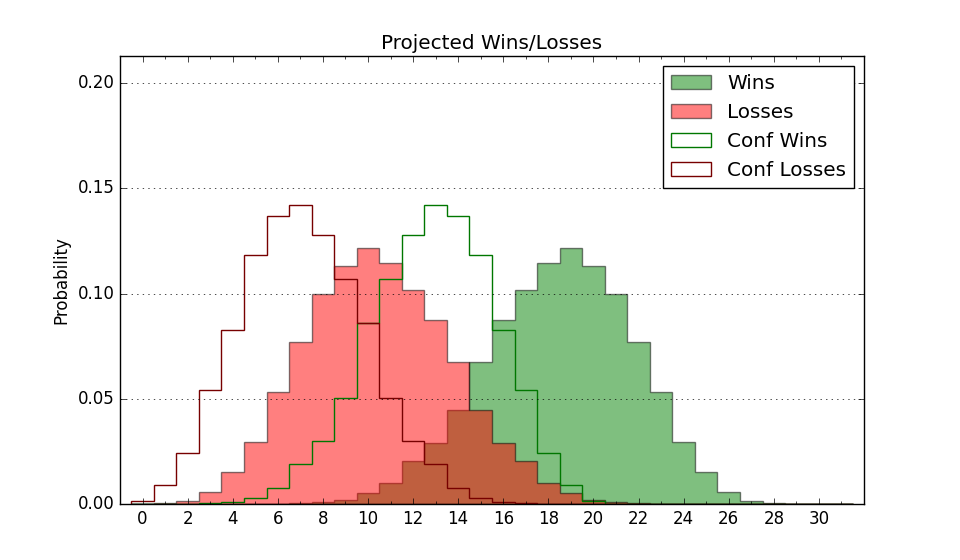 Projected Wins/Losses
Wins
Losses
Conf Wins
Conf Losses
Probability
0.20
0.15
0.10
0.05
0.00
0 2 4 6 8 10 12 14 16 18 20 22 24 26 28 30